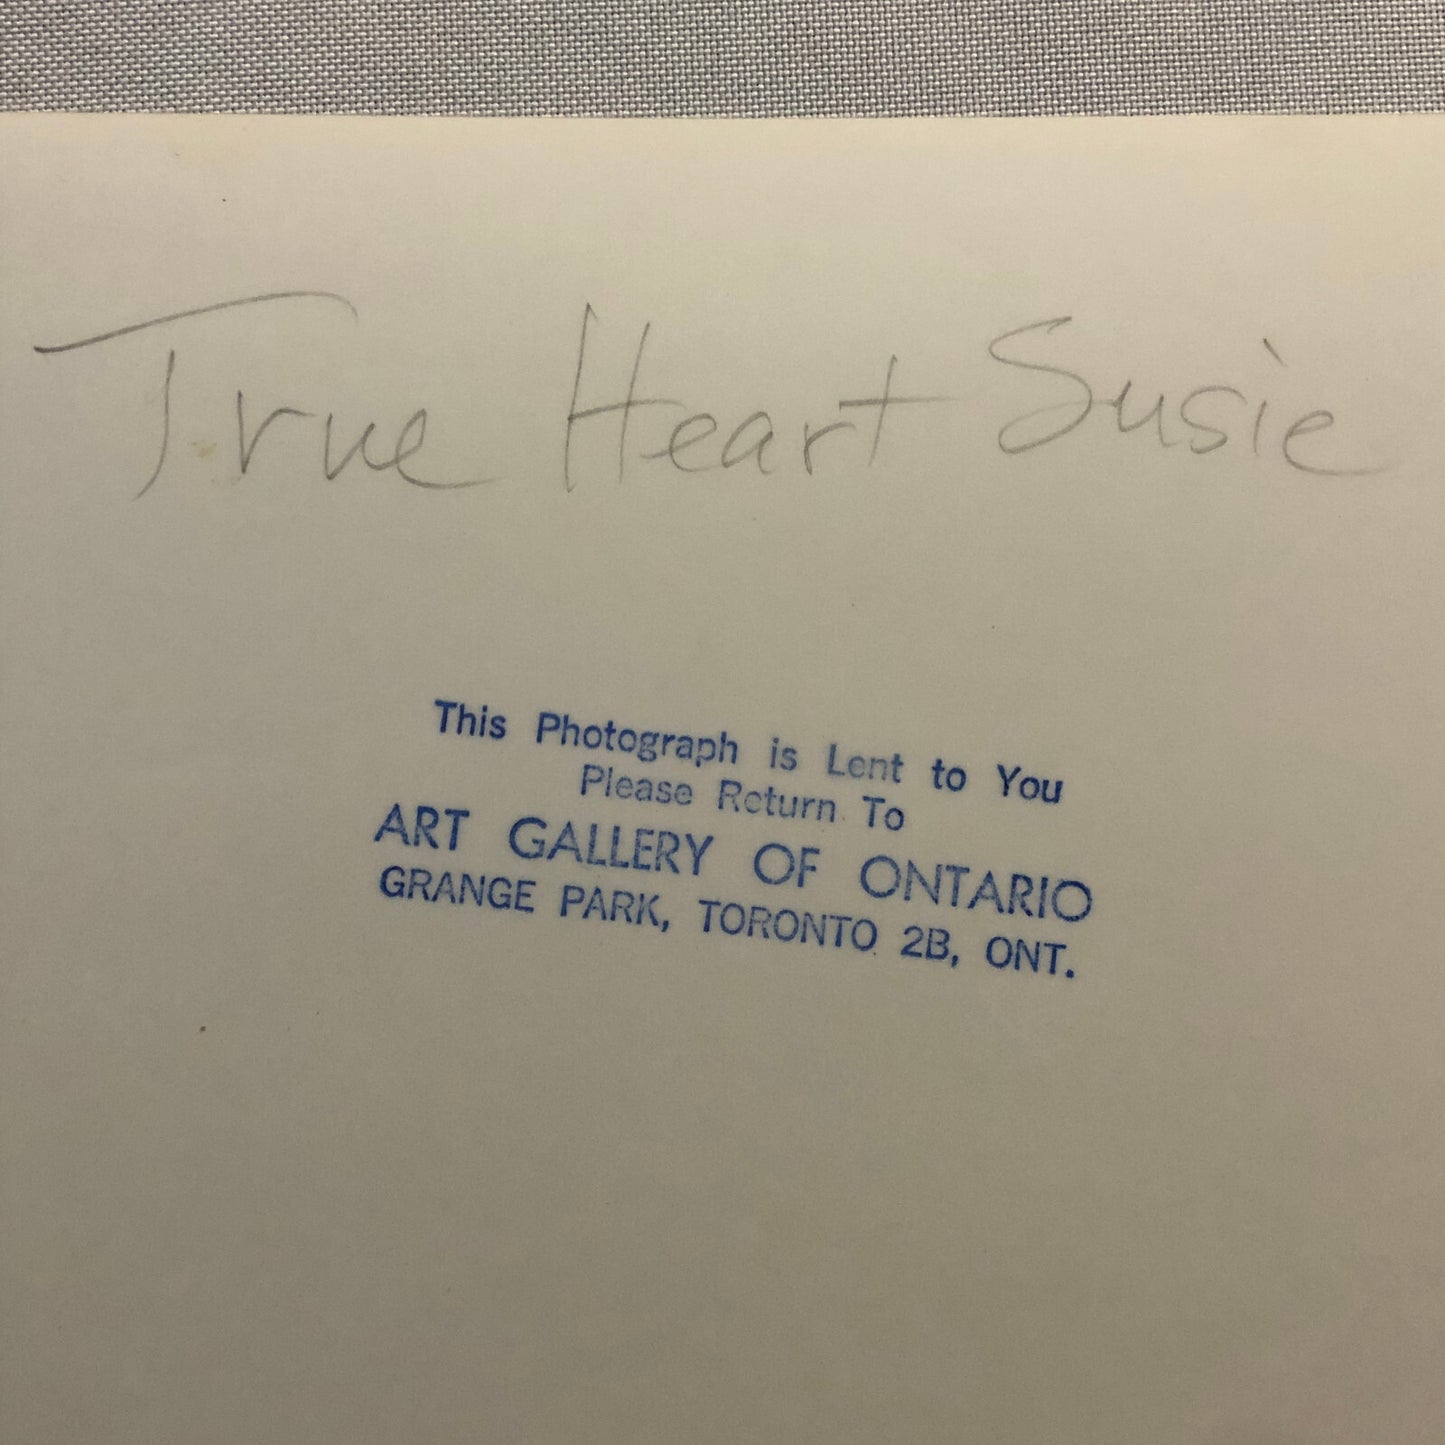 True Heart Susie
This Photograph is Lent to You
Please Return To
ART GALLERY OF ONTARIO
GRANGE PARK, TORONTO 2B, ONT.